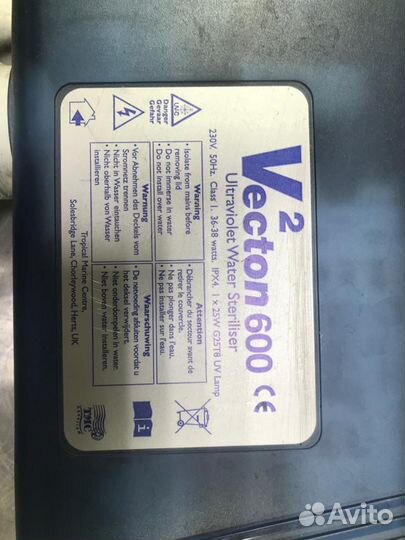 V²ecton 600 CE
Ultraviolet Water Steriliser
230V. 50Hz. Class I. 36-38 watts. IPX4. 1 x 25W G25T8 UV Lamp
UV-C
Danger
Gevaar
Gefahr
Warning
• Isolate from mains before
removing lid
• Do not immerse in water
• Do not install over water
Attention
• Débrancher du secteur avant de
retirer le couvercle.
• Ne pas plonger dans l'eau.
• Ne pas installer sur l'eau.
Warnung
• Vor Abnehmen des Deckels vom
Stromnetz trennen
• Nicht in Wasser eintauchen
• Nicht oberhalb von Wasser
installieren
Waarschuwing
• De netvoeding afsluiten voordat u
het deksel verwijdert.
• Niet onderdompelen in water.
• Niet boven water installeren.
i
Tropical Marine Centre,
Solesbridge Lane, Chorleywood, Herts, UK
TMC
Avito